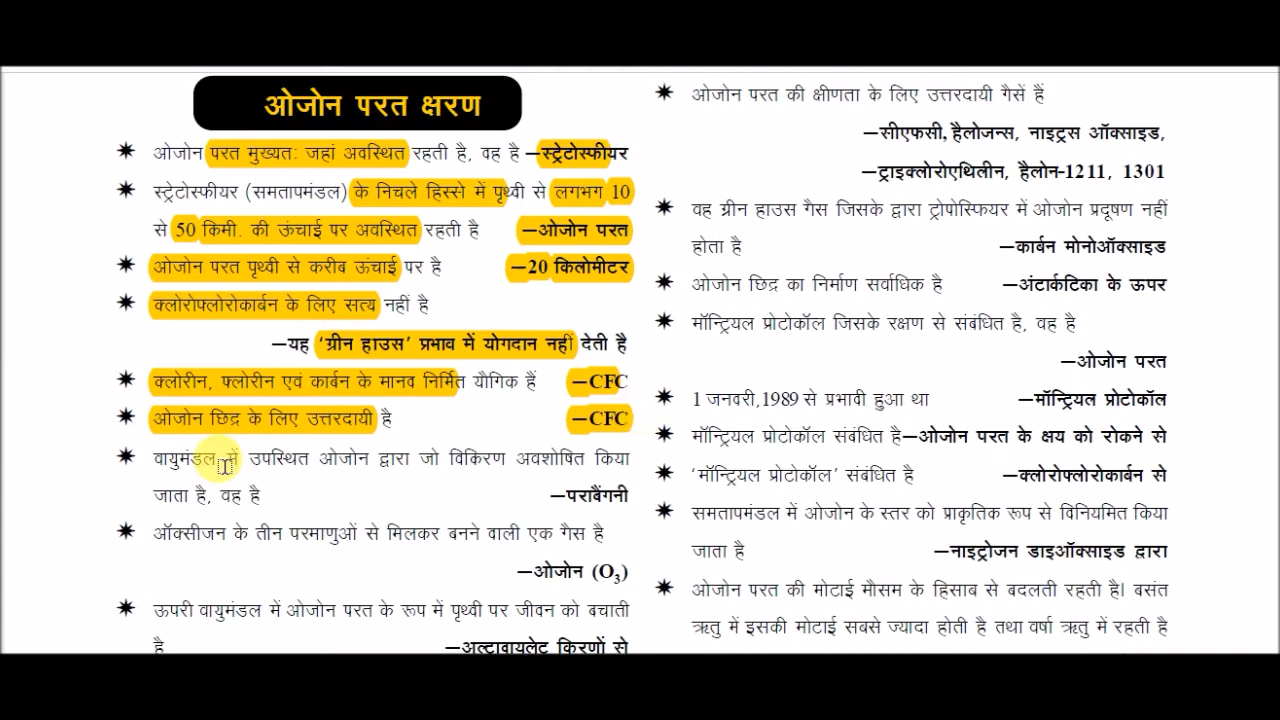 ओजोन परत क्षरण
✷ ओजोन परत मुख्यत: जहां अवस्थित रहती है, वह है –स्ट्रेटोस्फीयर
✷ स्ट्रेटोस्फीयर (समतापमंडल) के निचले हिस्से में पृथ्वी से लगभग 10
से 50 किमी. की ऊंचाई पर अवस्थित रहती है –ओजोन परत
✷ ओजोन परत पृथ्वी से करीब ऊंचाई पर है –20 किलोमीटर
✷ क्लोरोफ्लोरोकार्बन के लिए सत्य नहीं है
–यह ‘ग्रीन हाउस’ प्रभाव में योगदान नहीं देती है
✷ क्लोरीन, फ्लोरीन एवं कार्बन के मानव निर्मित यौगिक हैं –CFC
✷ ओजोन छिद्र के लिए उत्तरदायी है –CFC
✷ वायुमंडल में उपस्थित ओजोन द्वारा जो विकिरण अवशोषित किया
जाता है, वह है –पराबैंगनी
✷ ऑक्सीजन के तीन परमाणुओं से मिलकर बनने वाली एक गैस है
–ओजोन (O₃)
✷ ऊपरी वायुमंडल में ओजोन परत के रूप में पृथ्वी पर जीवन को बचाती
है –अल्टावायलेट किरणों से
✷ ओजोन परत की क्षीणता के लिए उत्तरदायी गैसें हैं
–सीएफसी, हैलोजन्स, नाइट्रस ऑक्साइड,
–ट्राइक्लोरोएथिलीन, हैलोन-1211, 1301
✷ वह ग्रीन हाउस गैस जिसके द्वारा ट्रोपोस्फियर में ओजोन प्रदूषण नहीं
होता है –कार्बन मोनोऑक्साइड
✷ ओजोन छिद्र का निर्माण सर्वाधिक है –अंटार्कटिका के ऊपर
✷ मॉन्ट्रियल प्रोटोकॉल जिसके रक्षण से संबंधित है, वह है
–ओजोन परत
✷ 1 जनवरी,1989 से प्रभावी हुआ था –मॉन्ट्रियल प्रोटोकॉल
✷ मॉन्ट्रियल प्रोटोकॉल संबंधित है–ओजोन परत के क्षय को रोकने से
✷ ‘मॉन्ट्रियल प्रोटोकॉल’ संबंधित है –क्लोरोफ्लोरोकार्बन से
✷ समतापमंडल में ओजोन के स्तर को प्राकृतिक रूप से विनियमित किया
जाता है –नाइट्रोजन डाइऑक्साइड द्वारा
✷ ओजोन परत की मोटाई मौसम के हिसाब से बदलती रहती है। बसंत
ऋतु में इसकी मोटाई सबसे ज्यादा होती है तथा वर्षा ऋतु में रहती है